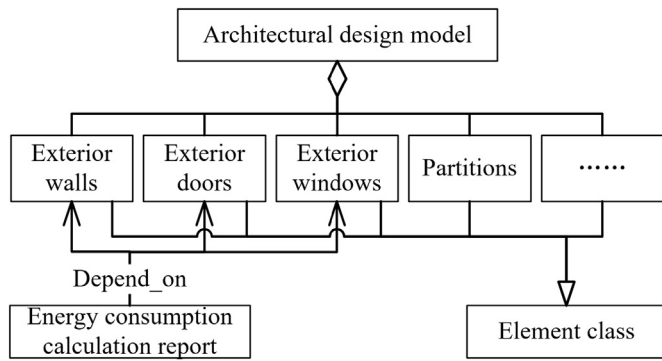 Architectural design model
Exterior
walls
Exterior
doors
Exterior
windows
Partitions
……
Depend_on
Energy consumption
calculation report
Element class